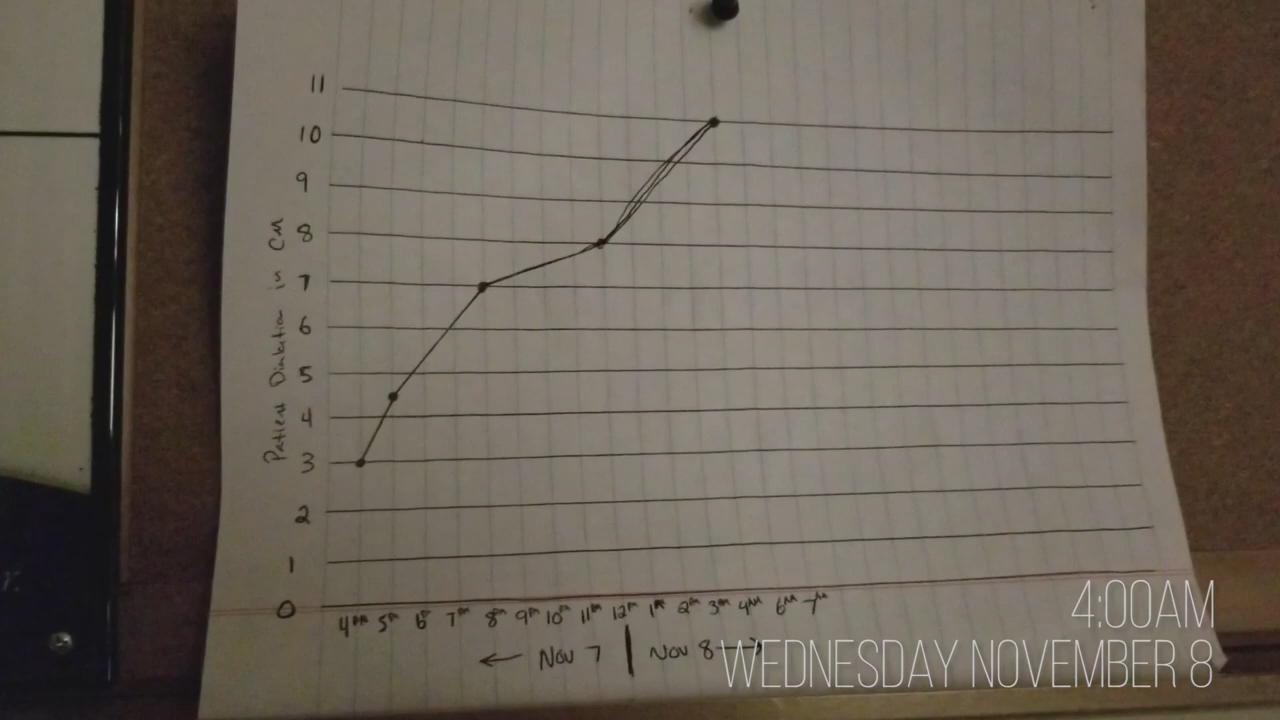 11
10
9
8
7
6
5
4
3
2
1
0
Patient Dialation in CM
4PM 5PM 6PM 7PM 8PM 9PM 10PM 11PM 12AM 1AM 2AM 3AM 4AM 6AM 7AM
← Nov 7 | Nov 8 →
4:00AM
WEDNESDAY NOVEMBER 8